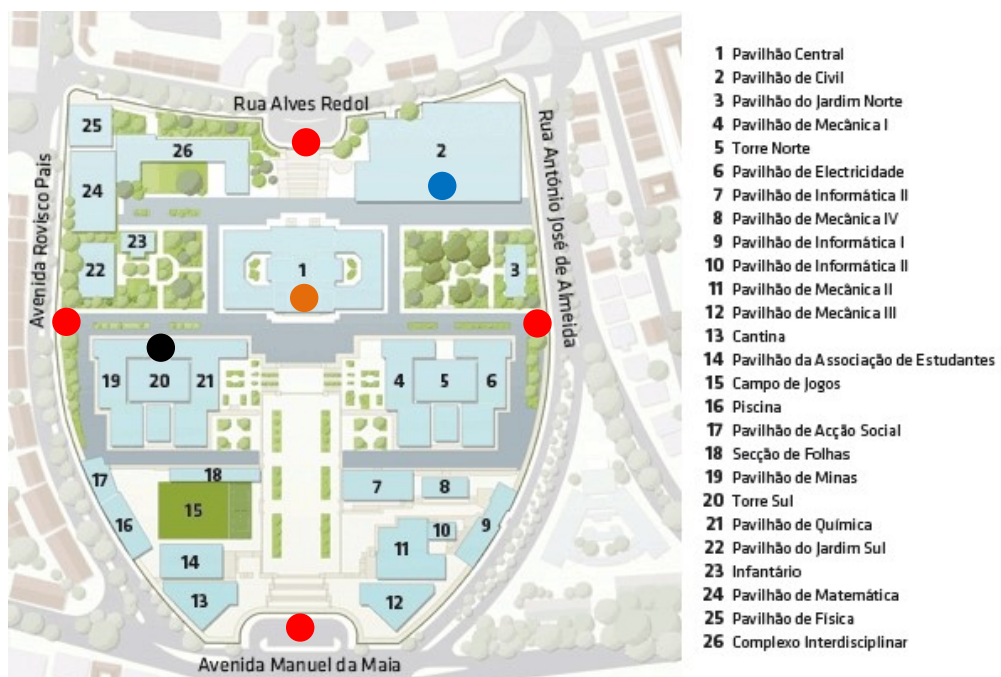 Rua Alves Redol
Rua António José de Almeida
Avenida Rovisco Pais
Avenida Manuel da Maia
25
26
2
24
23
22
1
3
19
20
21
4
5
6
17
18
7
8
16
15
10
9
11
14
13
12
1 Pavilhão Central
2 Pavilhão de Civil
3 Pavilhão do Jardim Norte
4 Pavilhão de Mecânica I
5 Torre Norte
6 Pavilhão de Electricidade
7 Pavilhão de Informática II
8 Pavilhão de Mecânica IV
9 Pavilhão de Informática I
10 Pavilhão de Informática II
11 Pavilhão de Mecânica II
12 Pavilhão de Mecânica III
13 Cantina
14 Pavilhão da Associação de Estudantes
15 Campo de Jogos
16 Piscina
17 Pavilhão de Acção Social
18 Secção de Folhas
19 Pavilhão de Minas
20 Torre Sul
21 Pavilhão de Química
22 Pavilhão do Jardim Sul
23 Infantário
24 Pavilhão de Matemática
25 Pavilhão de Física
26 Complexo Interdisciplinar